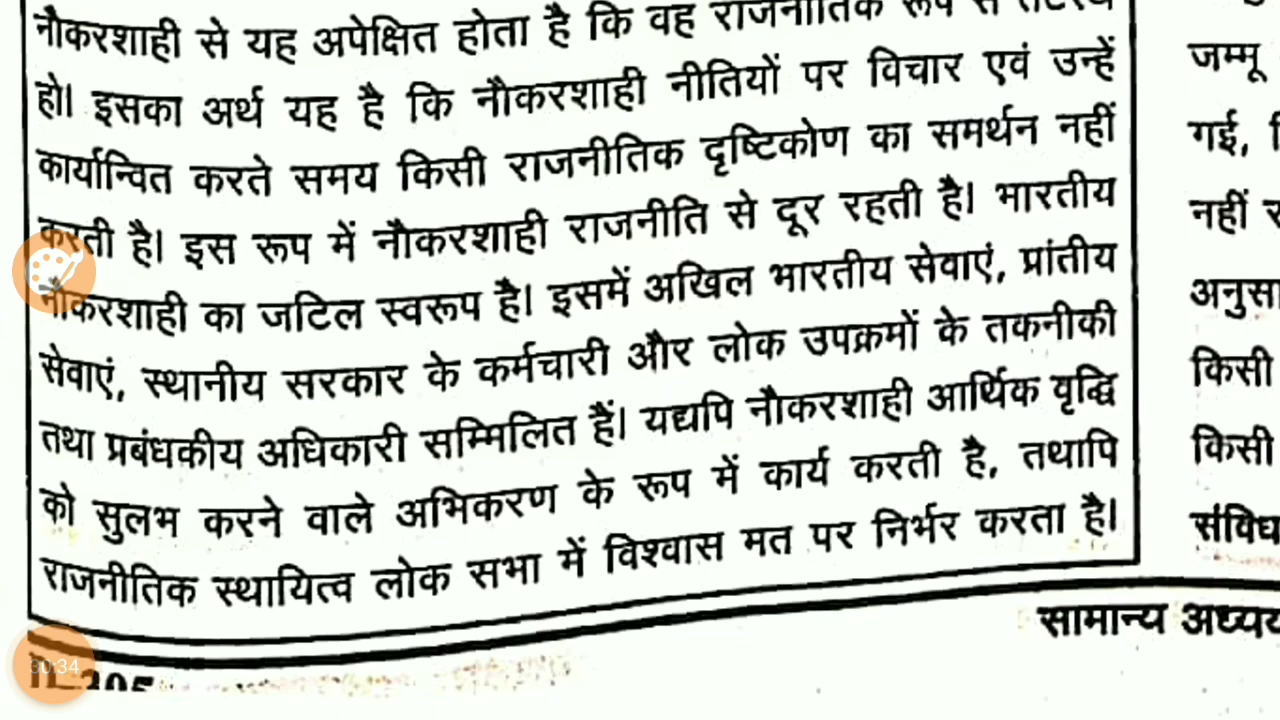 नौकरशाही से यह अपेक्षित होता है कि वह राजनीतिक रूप से तटस्थ
हो। इसका अर्थ यह है कि नौकरशाही नीतियों पर विचार एवं उन्हें
कार्यान्वित करते समय किसी राजनीतिक दृष्टिकोण का समर्थन नहीं
करती है। इस रूप में नौकरशाही राजनीति से दूर रहती है। भारतीय
नौकरशाही का जटिल स्वरूप है। इसमें अखिल भारतीय सेवाएं, प्रांतीय
सेवाएं, स्थानीय सरकार के कर्मचारी और लोक उपक्रमों के तकनीकी
तथा प्रबंधकीय अधिकारी सम्मिलित हैं। यद्यपि नौकरशाही आर्थिक वृद्धि
को सुलभ करने वाले अभिकरण के रूप में कार्य करती है, तथापि
राजनीतिक स्थायित्व लोक सभा में विश्वास मत पर निर्भर करता है।
जम्मू
गई,
नहीं
किसी
किसी
सामान्य
30:34